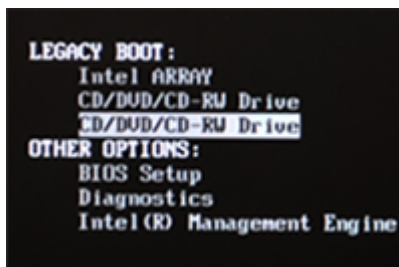 LEGACY BOOT:
Intel ARRAY
CD/DVD/CD-RW Drive
CD/DVD/CD-RW Drive
OTHER OPTIONS:
BIOS Setup
Diagnostics
Intel(R) Management Engine